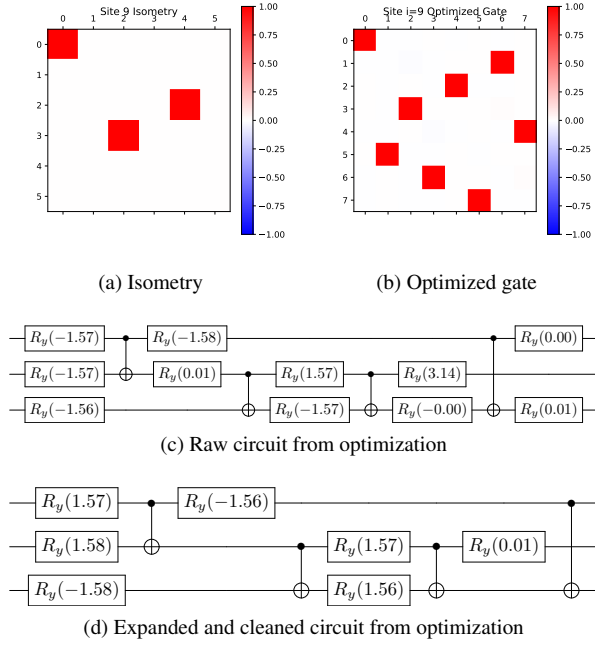 Site 9 Isometry
0 1 2 3 4 5
0
1
2
3
4
5
1.00
0.75
0.50
0.25
0.00
−0.25
−0.50
−0.75
−1.00
Site i=9 Optimized Gate
0 1 2 3 4 5 6 7
0
1
2
3
4
5
6
7
1.00
0.75
0.50
0.25
0.00
−0.25
−0.50
−0.75
−1.00
(a) Isometry
(b) Optimized gate
R_y(−1.57) R_y(−1.58) R_y(0.00)
R_y(−1.57) R_y(0.01) R_y(1.57) R_y(3.14)
R_y(−1.56) R_y(−1.57) R_y(−0.00) R_y(0.01)
(c) Raw circuit from optimization
R_y(1.57) R_y(−1.56)
R_y(1.58) R_y(1.57) R_y(0.01)
R_y(−1.58) R_y(1.56)
(d) Expanded and cleaned circuit from optimization